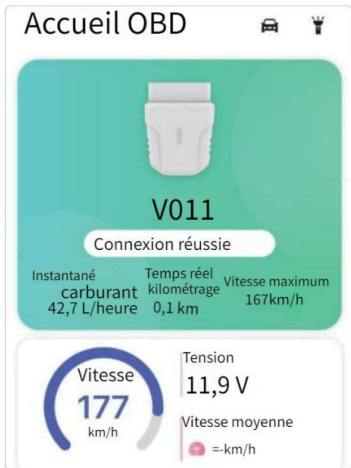 Accueil OBD
V011
Connexion réussie
Instantané
carburant
42,7 L/heure
Temps réel
kilométrage
0,1 km
Vitesse maximum
167km/h
Vitesse
177
km/h
Tension
11,9 V
Vitesse moyenne
=-km/h